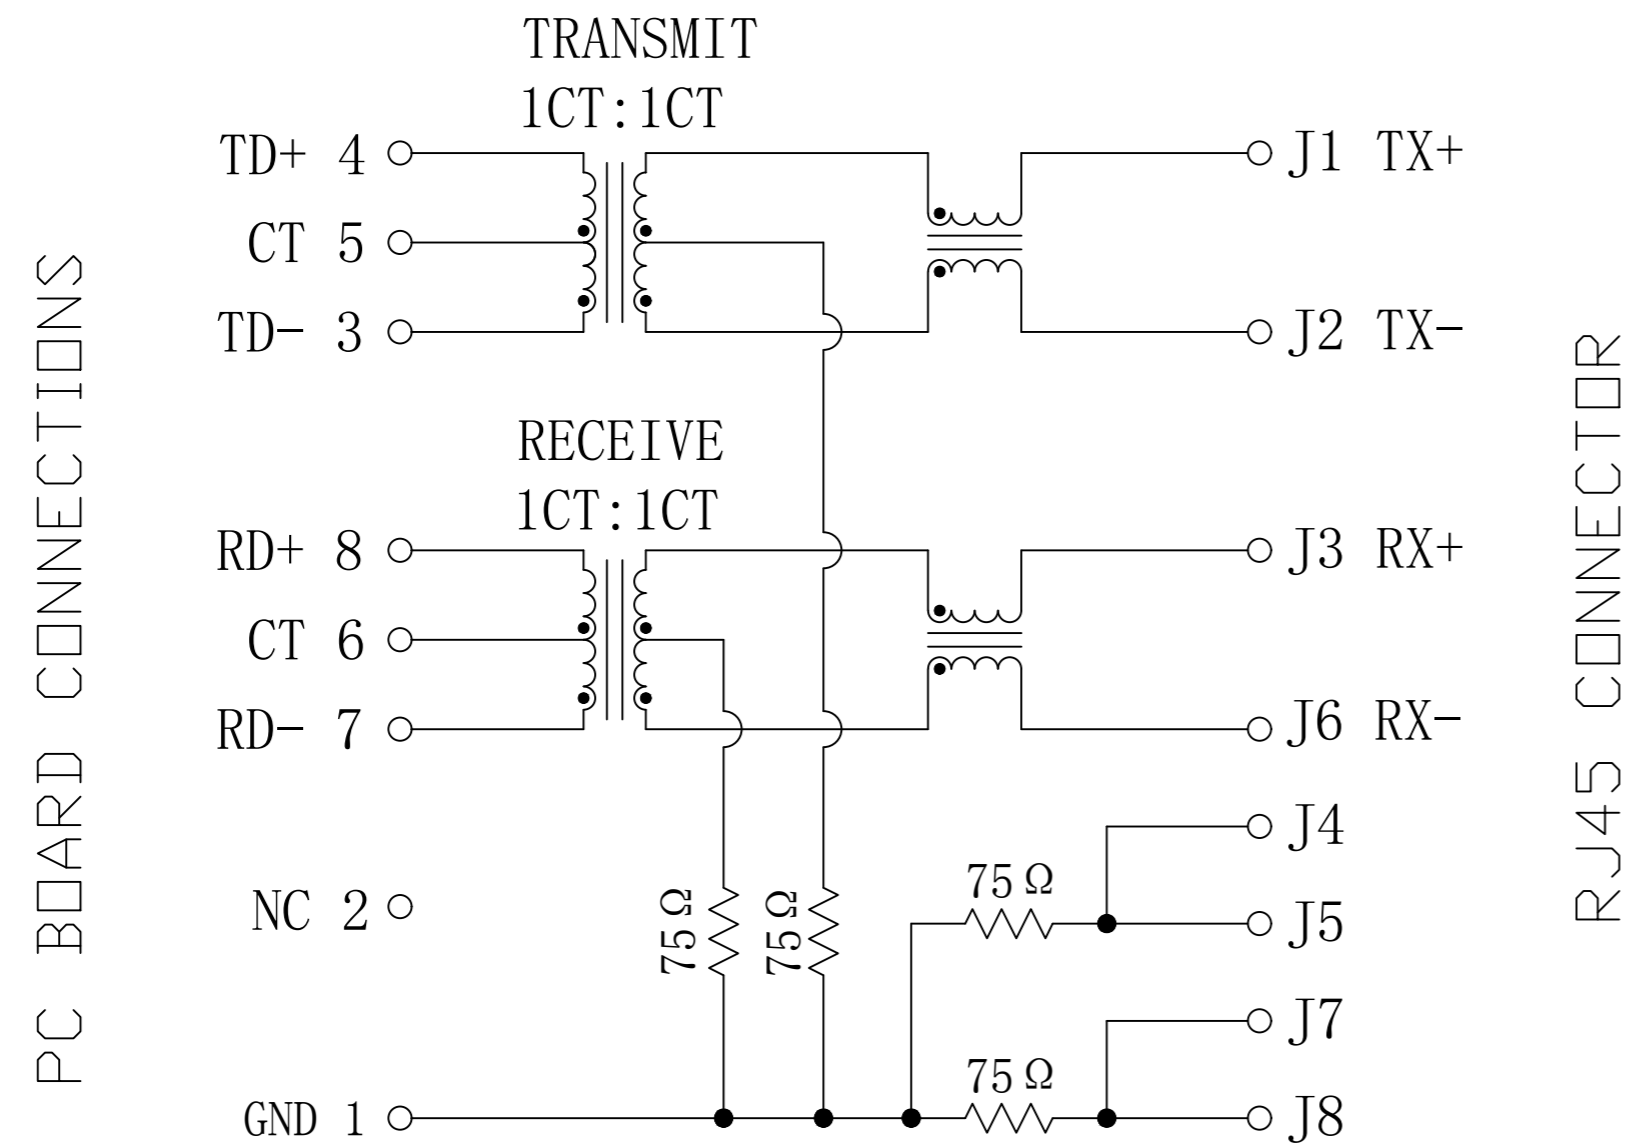 TRANSMIT
1CT:1CT
TD+ 4
J1 TX+
CT 5
TD- 3
J2 TX-
RECEIVE
1CT:1CT
RD+ 8
J3 RX+
CT 6
RD- 7
J6 RX-
NC 2
J4
75Ω
75Ω
75Ω
J5
J7
75Ω
GND 1
J8
PC BOARD CONNECTIONS
RJ45 CONNECTOR